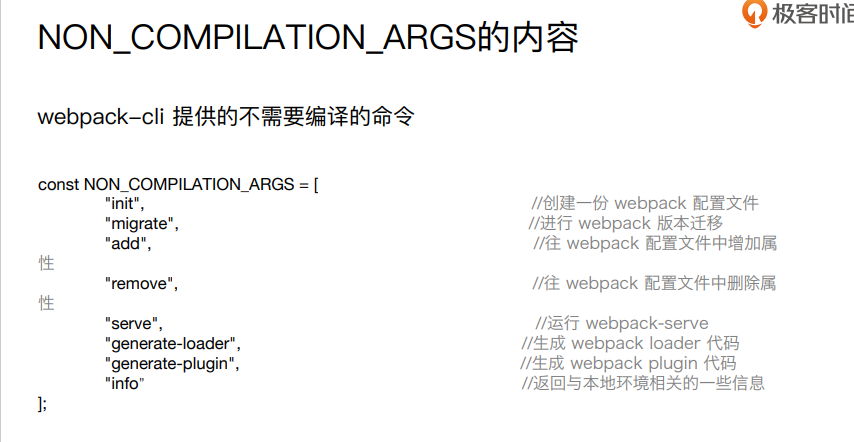 极客时间
NON_COMPILATION_ARGS的内容
webpack-cli 提供的不需要编译的命令
const NON_COMPILATION_ARGS = [
"init", //创建一份 webpack 配置文件
"migrate", //进行 webpack 版本迁移
"add", //往 webpack 配置文件中增加属
性
"remove", //往 webpack 配置文件中删除属
性
"serve", //运行 webpack-serve
"generate-loader", //生成 webpack loader 代码
"generate-plugin", //生成 webpack plugin 代码
"info" //返回与本地环境相关的一些信息
];